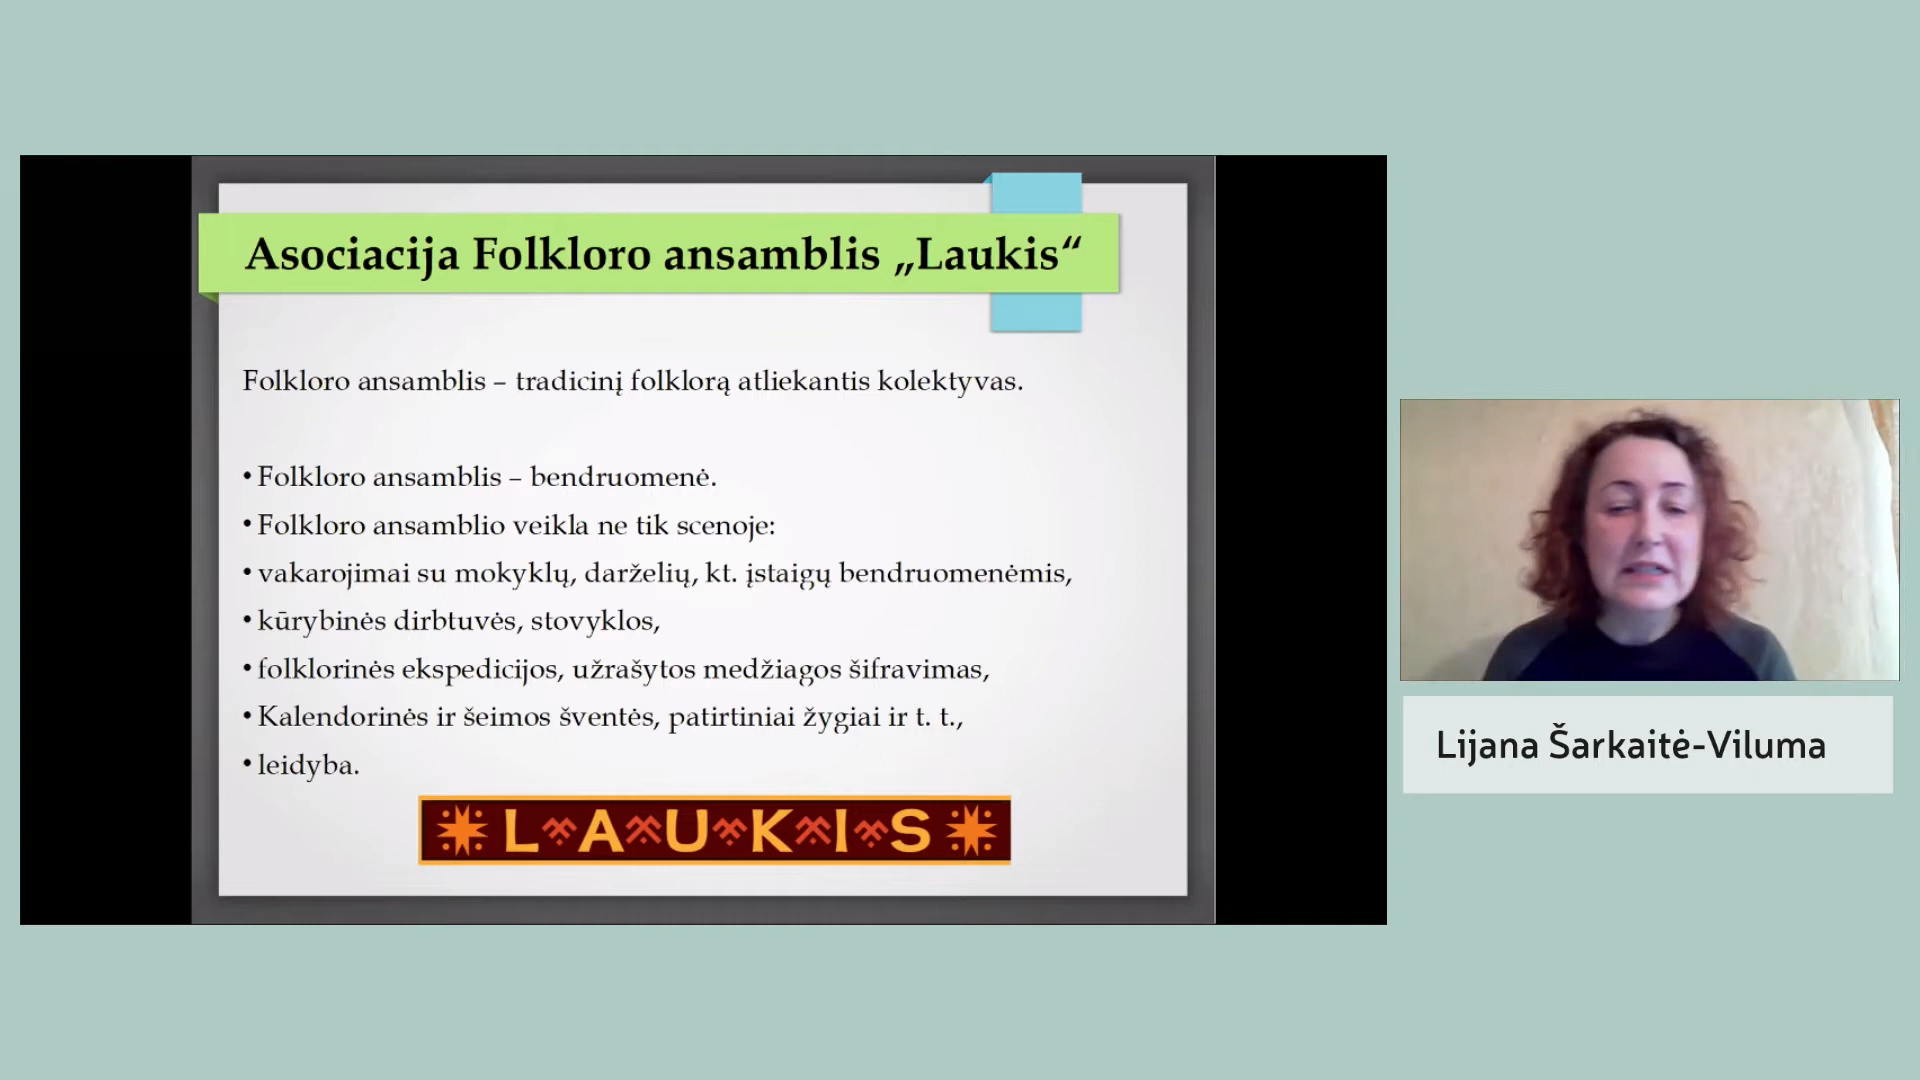 Asociacija Folkloro ansamblis „Laukis“
Folkloro ansamblis – tradicinį folklorą atliekantis kolektyvas.
• Folkloro ansamblis – bendruomenė.
• Folkloro ansamblio veikla ne tik scenoje:
• vakarojimai su mokyklų, darželių, kt. įstaigų bendruomenėmis,
• kūrybinės dirbtuvės, stovyklos,
• folklorinės ekspedicijos, užrašytos medžiagos šifravimas,
• Kalendorinės ir šeimos šventės, patirtiniai žygiai ir t. t.,
• leidyba.
LAUKIS
Lijana Šarkaitė-Viluma